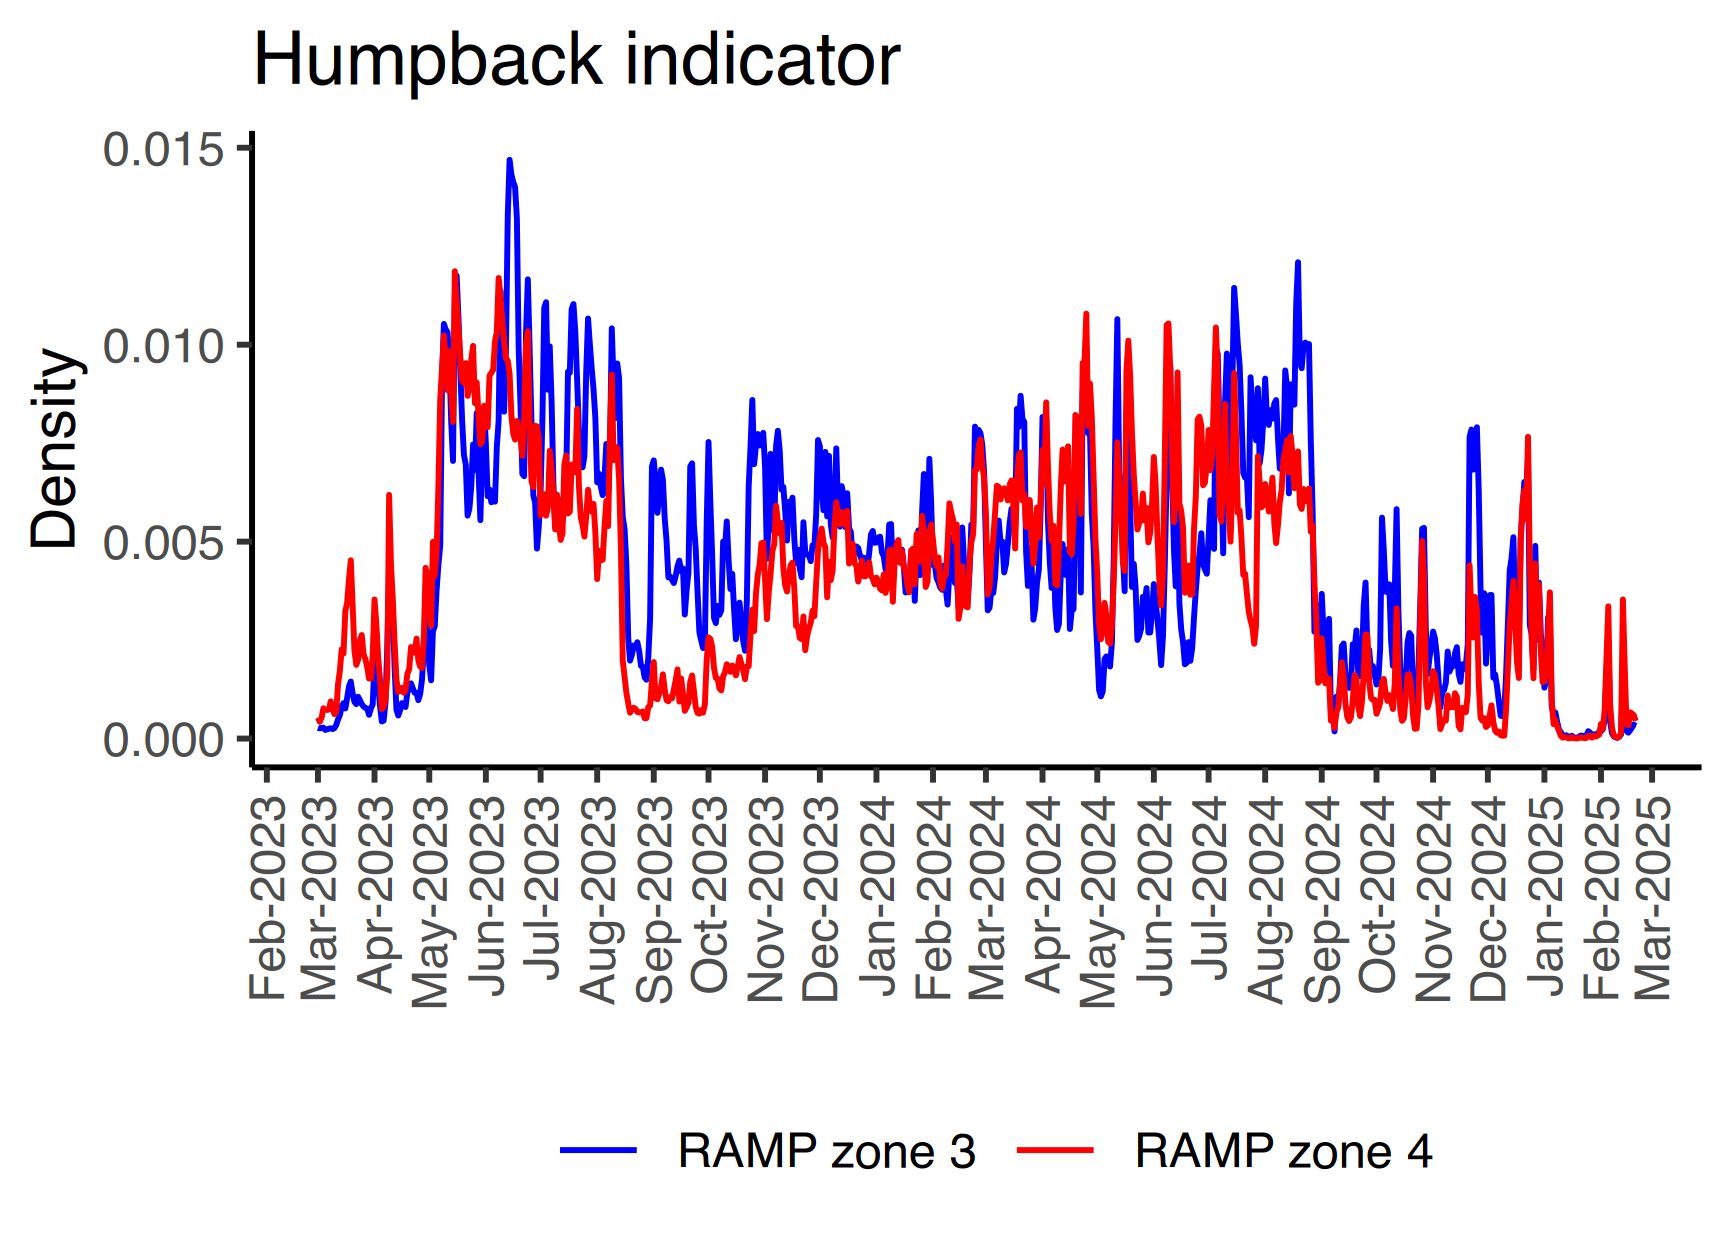 Humpback indicator
Density
0.015
0.010
0.005
0.000
Feb-2023
Mar-2023
Apr-2023
May-2023
Jun-2023
Jul-2023
Aug-2023
Sep-2023
Oct-2023
Nov-2023
Dec-2023
Jan-2024
Feb-2024
Mar-2024
Apr-2024
May-2024
Jun-2024
Jul-2024
Aug-2024
Sep-2024
Oct-2024
Nov-2024
Dec-2024
Jan-2025
Feb-2025
Mar-2025
RAMP zone 3
RAMP zone 4